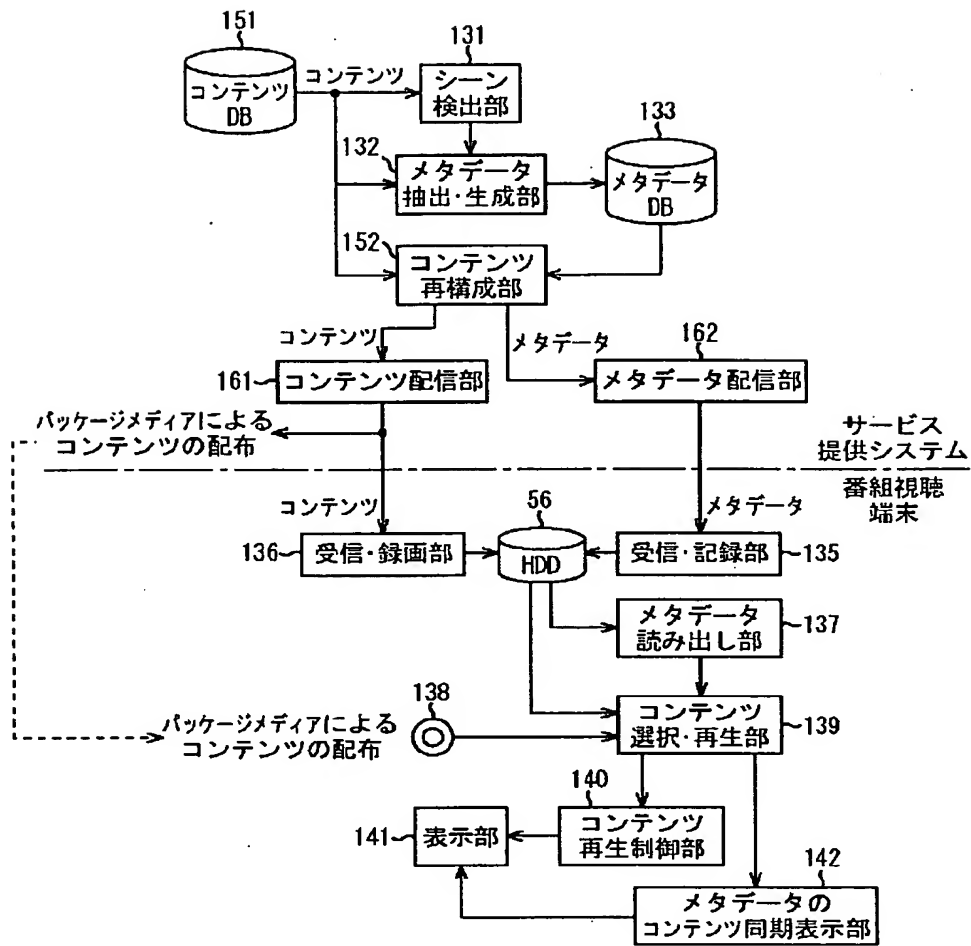 151
131
コンテンツ
コンテンツ
DB
シーン
検出部
133
132
メタデータ
抽出・生成部
メタデータ
DB
152
コンテンツ
再構成部
コンテンツ
メタデータ
162
161
コンテンツ配信部
メタデータ配信部
パッケージメディアによる
コンテンツの配布
サービス
提供システム
番組視聴
端末
コンテンツ
56
メタデータ
136
受信・録画部
HDD
受信・記録部
135
メタデータ
読み出し部
137
138
パッケージメディアによる
コンテンツの配布
コンテンツ
選択・再生部
139
140
141
表示部
コンテンツ
再生制御部
142
メタデータの
コンテンツ同期表示部